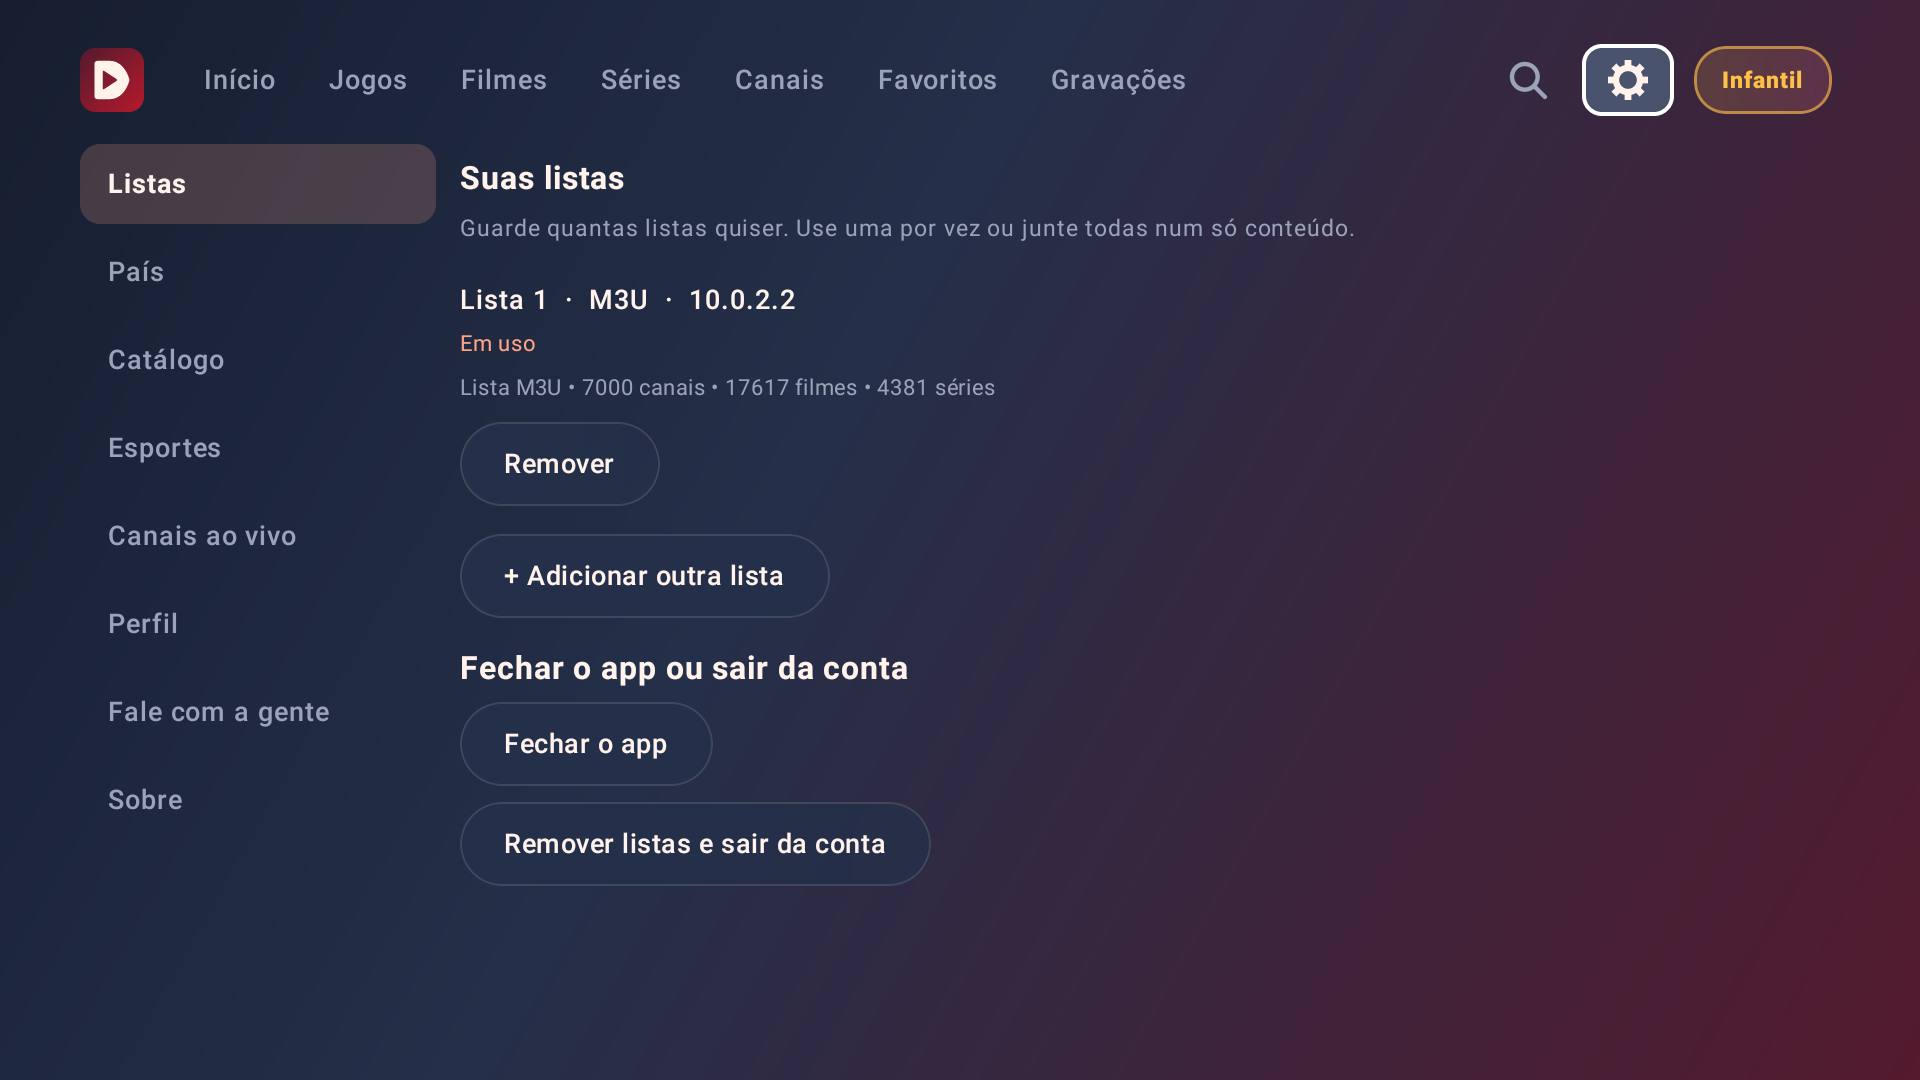 Início Jogos Filmes Séries Canais Favoritos Gravações Infantil
Listas
País
Catálogo
Esportes
Canais ao vivo
Perfil
Fale com a gente
Sobre
Suas listas
Guarde quantas listas quiser. Use uma por vez ou junte todas num só conteúdo.
Lista 1 · M3U · 10.0.2.2
Em uso
Lista M3U • 7000 canais • 17617 filmes • 4381 séries
Remover
+ Adicionar outra lista
Fechar o app ou sair da conta
Fechar o app
Remover listas e sair da conta